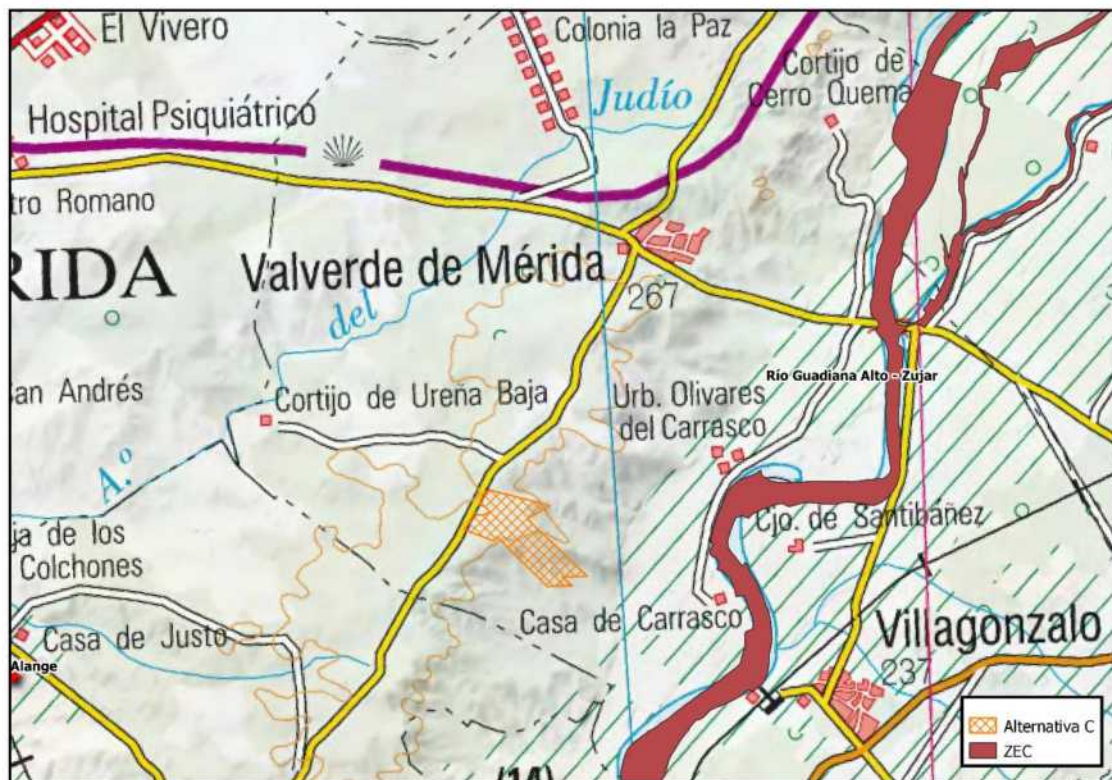 El Vivero
Colonia la Paz
Cortijo de
Cerro Quema
Judío
Hospital Psiquiátrico
tro Romano
RIDA
Valverde de Mérida
267
del
Río Guadiana Alto - Zujar
an Andrés
Cortijo de Ureña Baja
Urb. Olivares
del Carrasco
A.º
Cjo. de Santibáñez
ja de los
Colchones
Casa de Carrasco
Villagonzalo
Casa de Justo
237
Alange
Alternativa C
ZEC
(14)